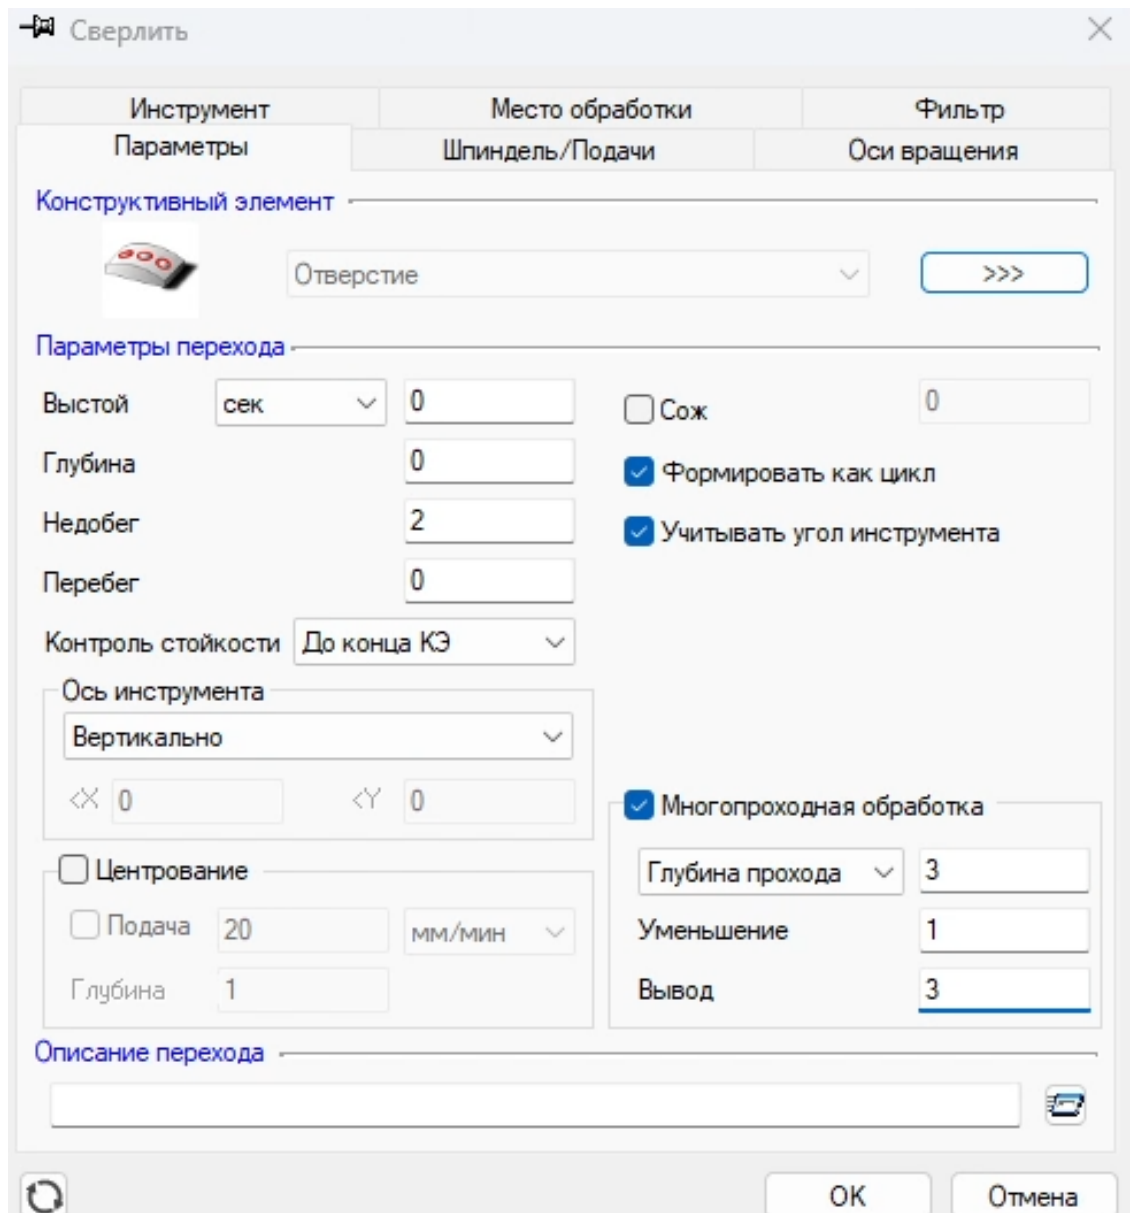 Сверлить
Инструмент Место обработки Фильтр
Параметры Шпиндель/Подачи Оси вращения
Конструктивный элемент
Отверстие >>>
Параметры перехода
Выстой сек 0 Сож 0
Глубина 0 Формировать как цикл
Недобег 2 Учитывать угол инструмента
Перебег 0
Контроль стойкости До конца КЭ
Ось инструмента
Вертикально
<X 0 <Y 0
Многопроходная обработка
Центрование
Глубина прохода 3
Подача 20 мм/мин
Уменьшение 1
Глубина 1
Вывод 3
Описание перехода
OK Отмена